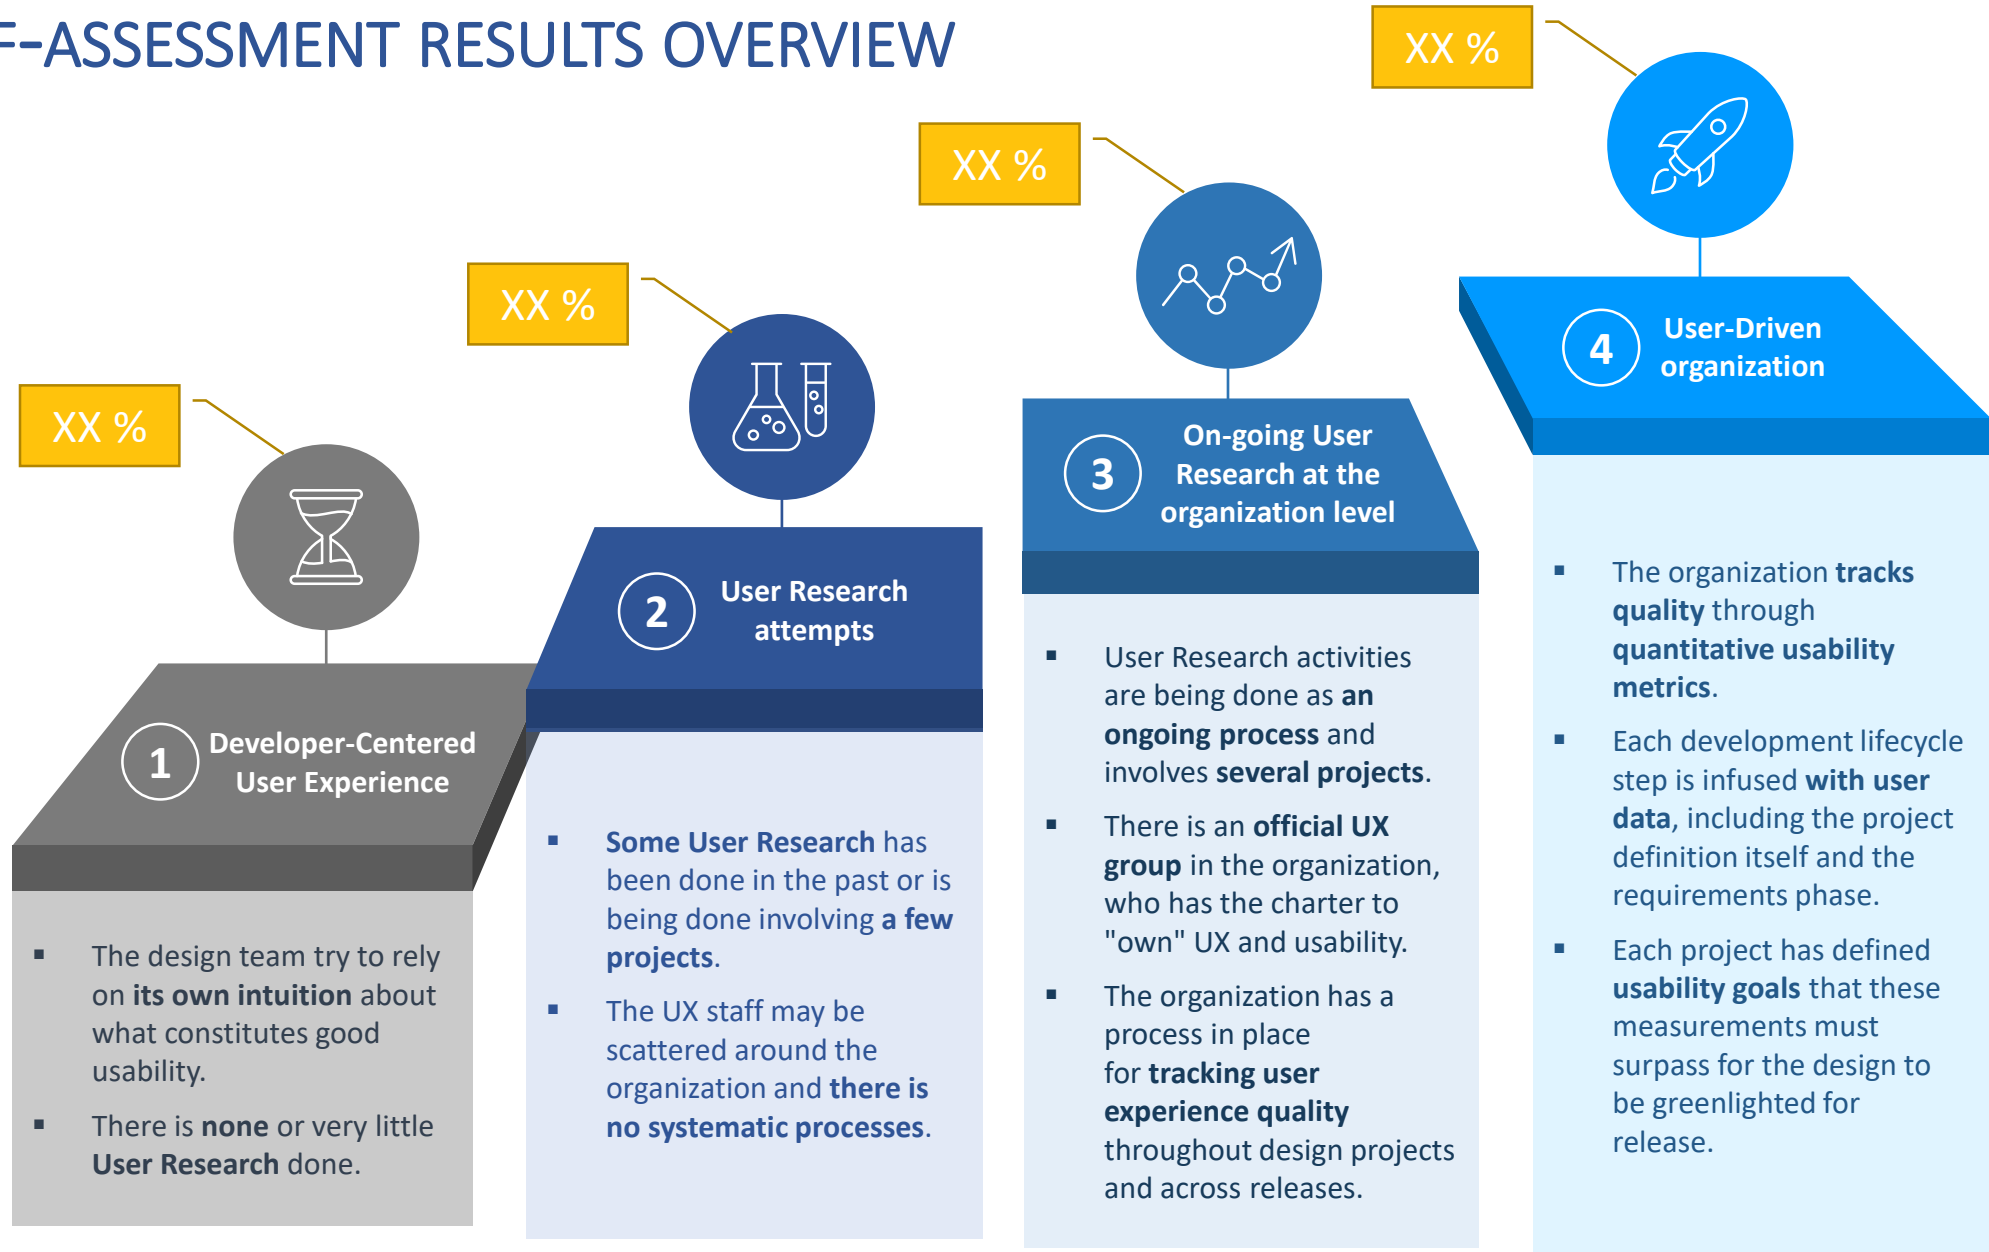 F-ASSESSMENT RESULTS OVERVIEW
XX %
1
Developer-Centered
User Experience
▪ The design team try to rely
on its own intuition about
what constitutes good
usability.
▪ There is none or very little
User Research done.
XX %
2
User Research
attempts
▪ Some User Research has
been done in the past or is
being done involving a few
projects.
▪ The UX staff may be
scattered around the
organization and there is
no systematic processes.
XX %
3
On-going User
Research at the
organization level
▪ User Research activities
are being done as an
ongoing process and
involves several projects.
▪ There is an official UX
group in the organization,
who has the charter to
"own" UX and usability.
▪ The organization has a
process in place
for tracking user
experience quality
throughout design projects
and across releases.
XX %
4
User-Driven
organization
▪ The organization tracks
quality through
quantitative usability
metrics.
▪ Each development lifecycle
step is infused with user
data, including the project
definition itself and the
requirements phase.
▪ Each project has defined
usability goals that these
measurements must
surpass for the design to
be greenlighted for
release.